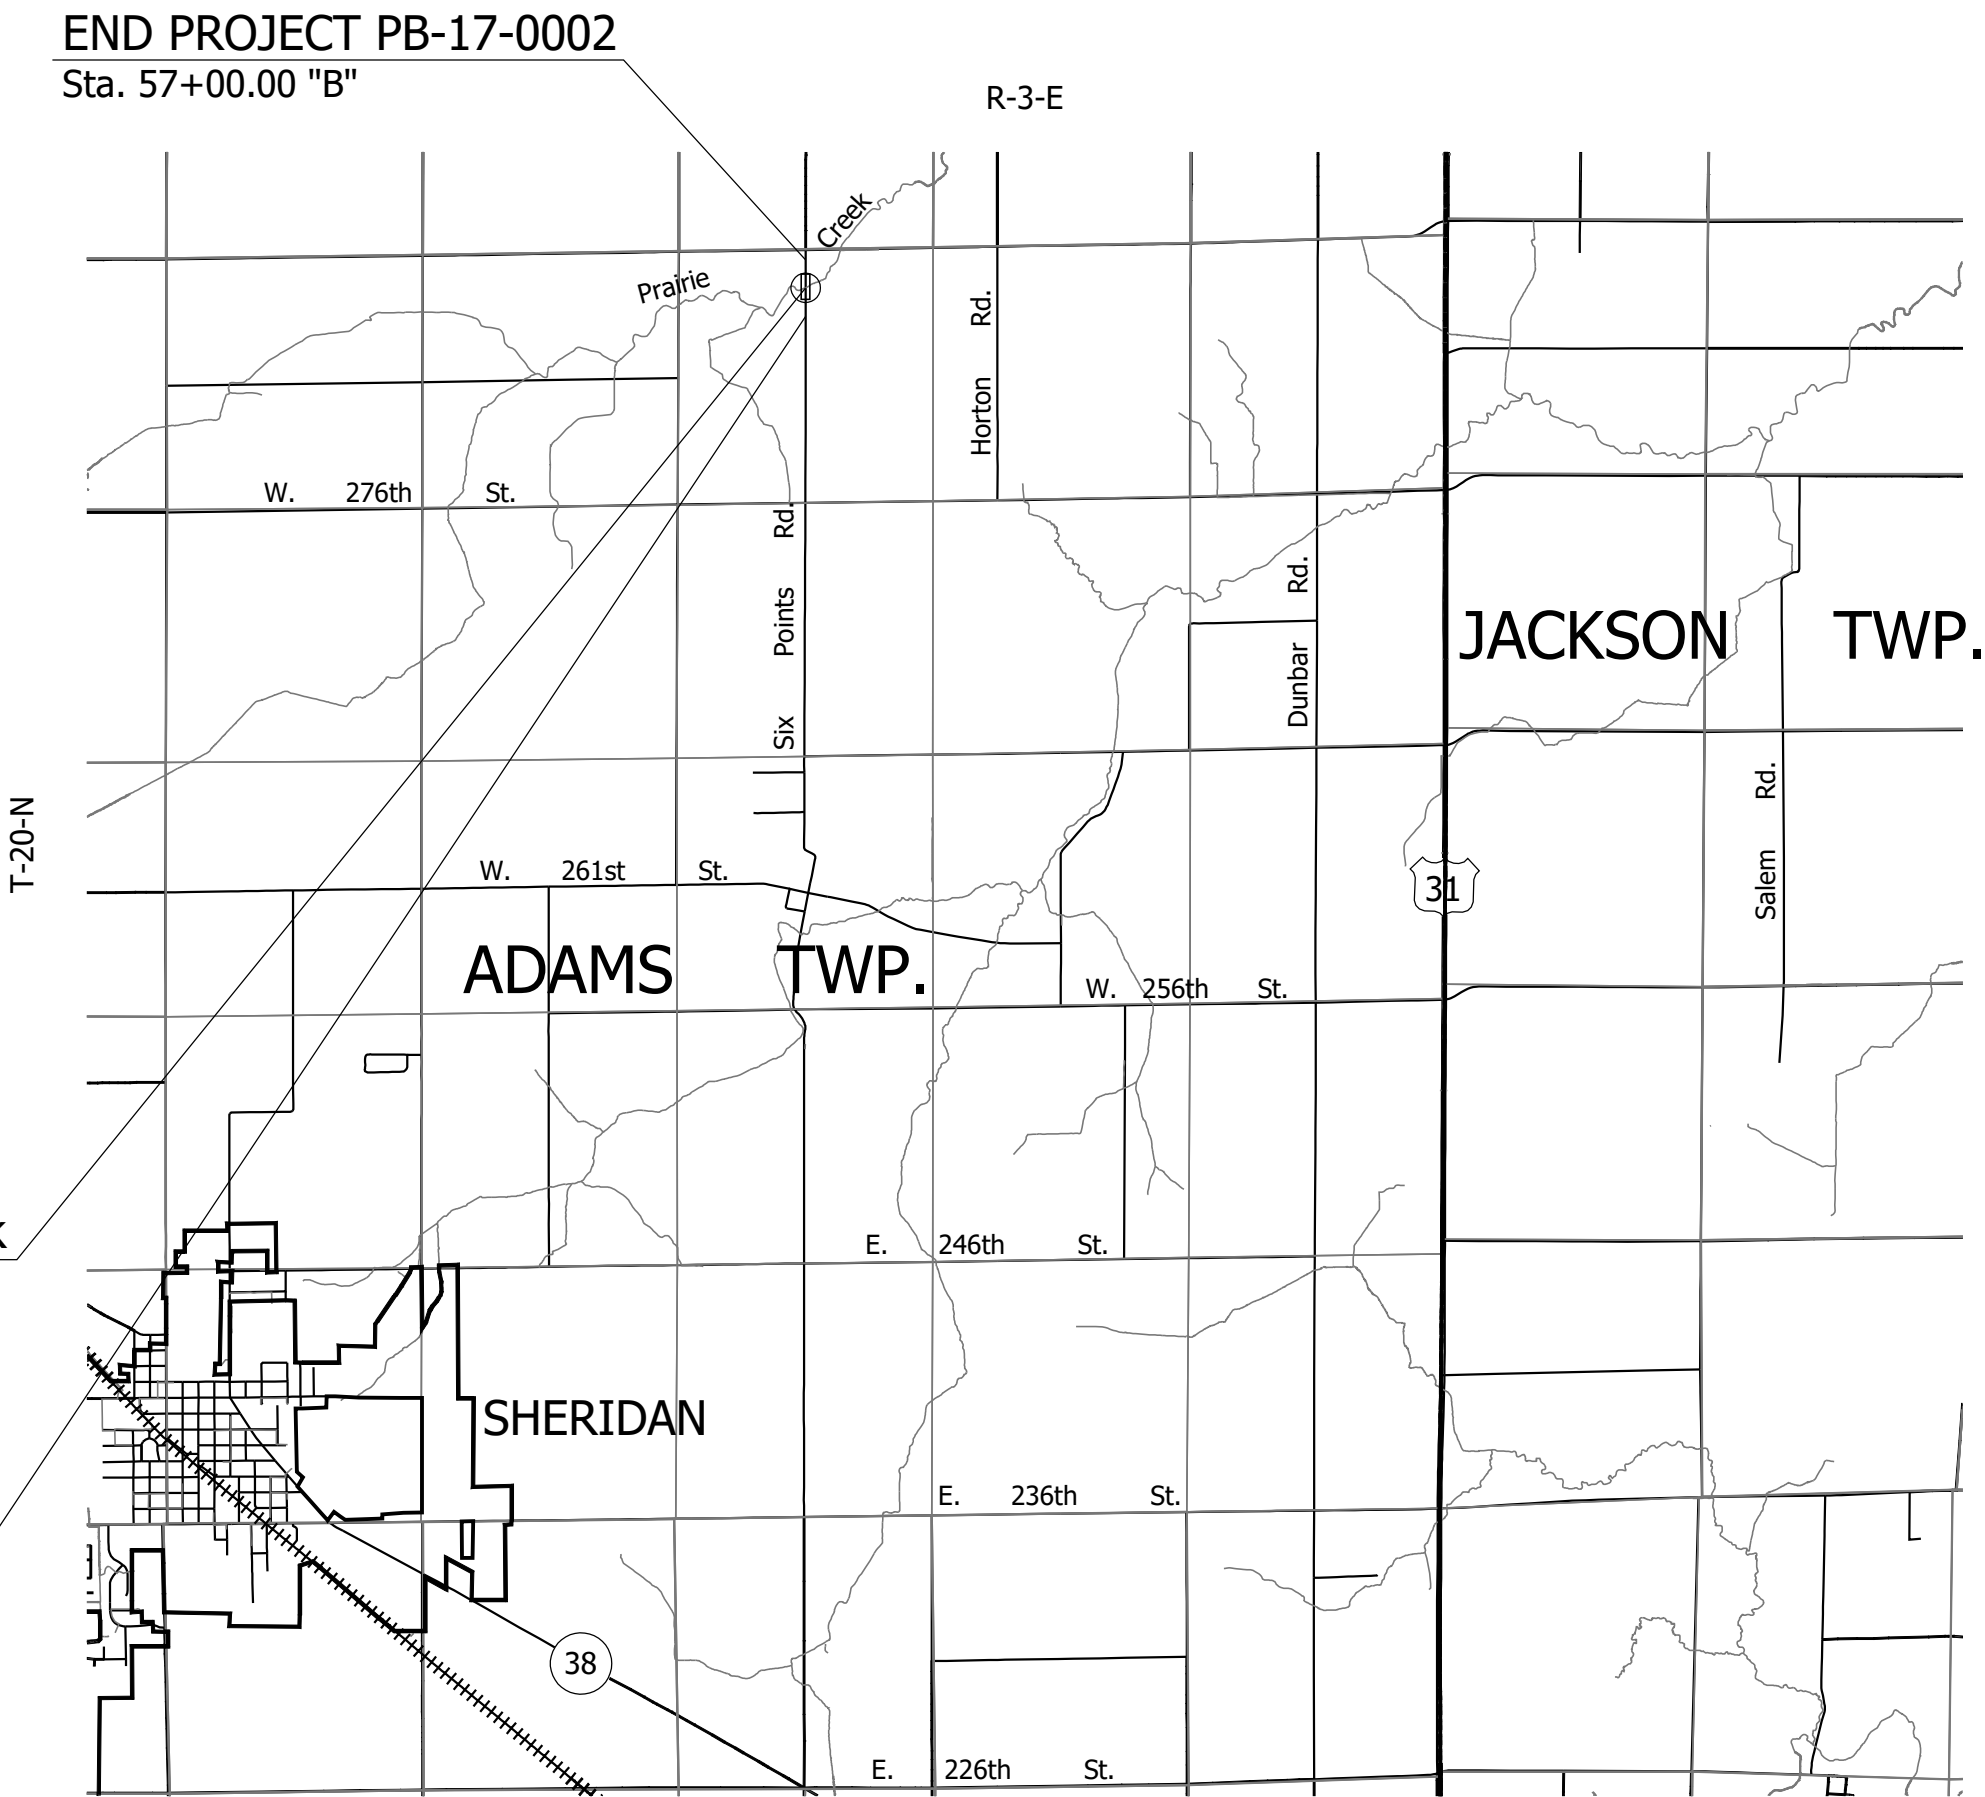 END PROJECT PB-17-0002
Sta. 57+00.00 "B"
R-3-E
Prairie Creek
Horton Rd.
W. 276th St.
Six Points Rd.
Dunbar Rd.
JACKSON TWP.
T-20-N
Salem Rd.
W. 261st St.
31
ADAMS TWP.
W. 256th St.
K
E. 246th St.
SHERIDAN
E. 236th St.
38
E. 226th St.